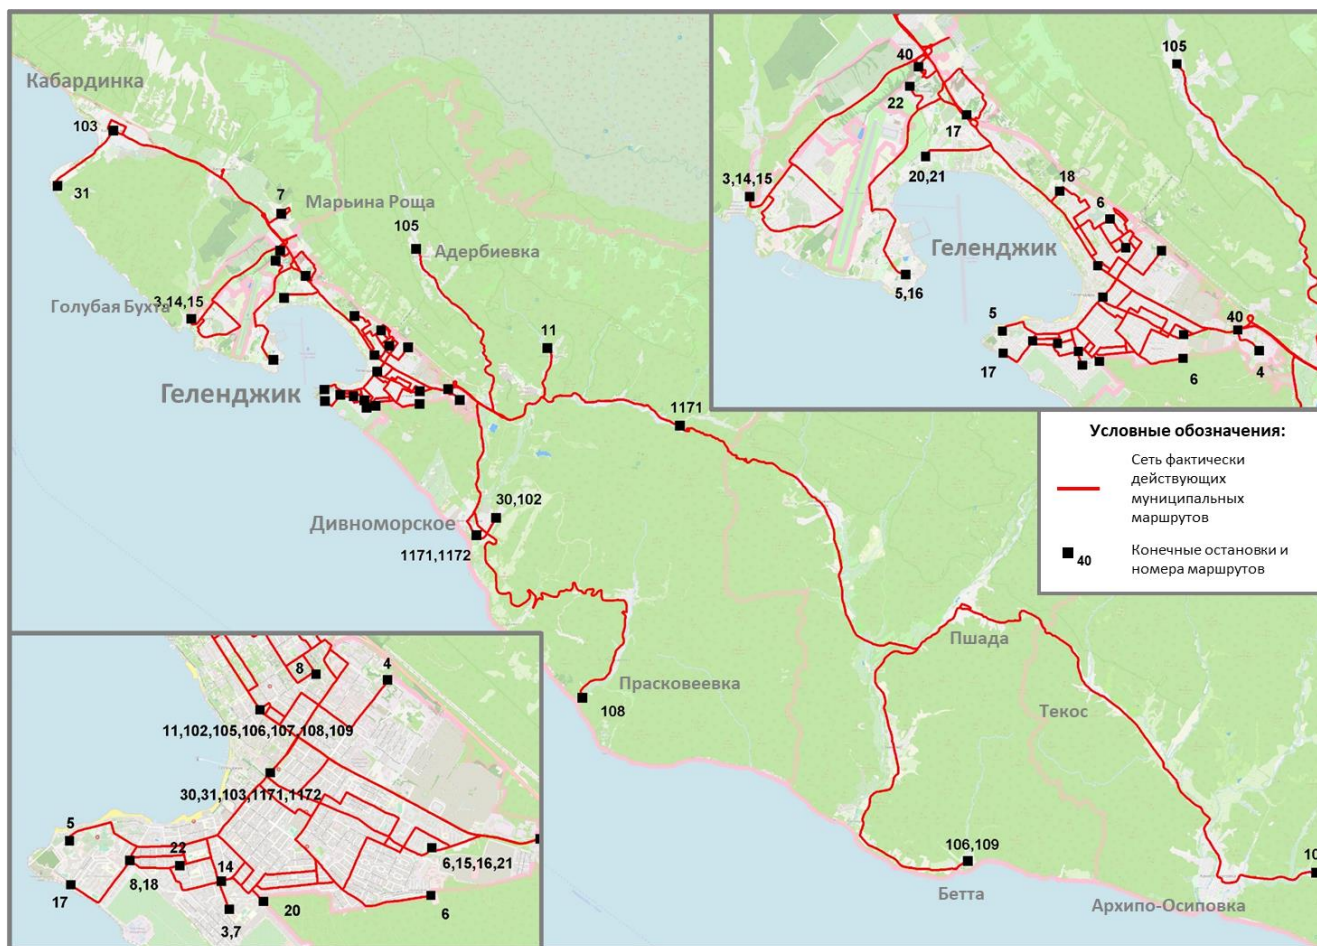 Кабардинка
103
31
7
Марьина Роща
105
Адербиевка
Голубая Бухта
3,14,15
11
Геленджик
1171
30,102
Дивноморское
1171,1172
Прасковеевка
108
Пшада
Текос
106,109
Бетта
Архипо-Осиповка
10
40
22
17
105
3,14,15
20,21
18
6
Геленджик
5,16
5
40
17
6
4
Условные обозначения:
Сеть фактически
действующих
муниципальных
маршрутов
40
Конечные остановки и
номера маршрутов
8
4
11,102,105,106,107,108,109
30,31,103,1171,1172
5
22
14
6,15,16,21
8,18
17
20
6
3,7